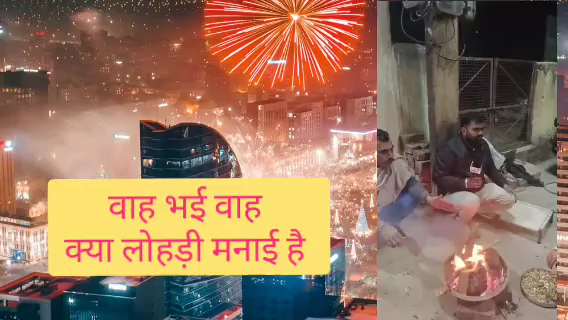 वाह भई वाह
क्या लोहड़ी मनाई है